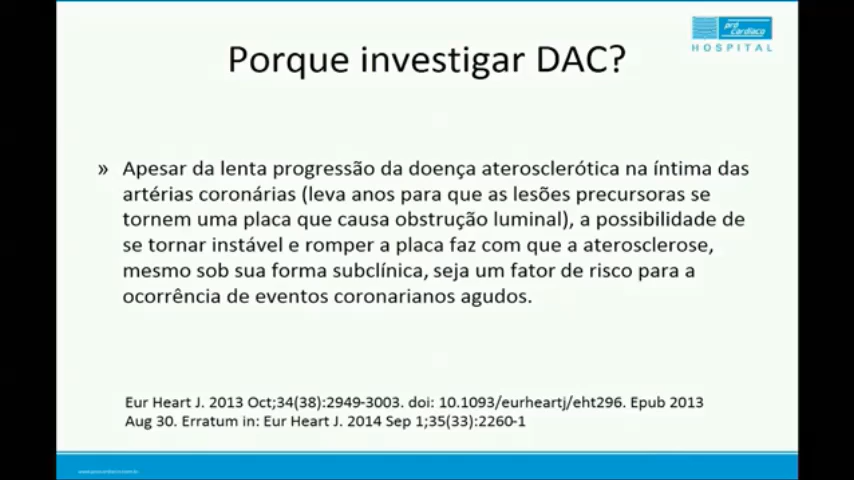 pró
cardíaco
HOSPITAL
Porque investigar DAC?
» Apesar da lenta progressão da doença aterosclerótica na íntima das
artérias coronárias (leva anos para que as lesões precursoras se
tornem uma placa que causa obstrução luminal), a possibilidade de
se tornar instável e romper a placa faz com que a aterosclerose,
mesmo sob sua forma subclínica, seja um fator de risco para a
ocorrência de eventos coronarianos agudos.
Eur Heart J. 2013 Oct;34(38):2949-3003. doi: 10.1093/eurheartj/eht296. Epub 2013
Aug 30. Erratum in: Eur Heart J. 2014 Sep 1;35(33):2260-1